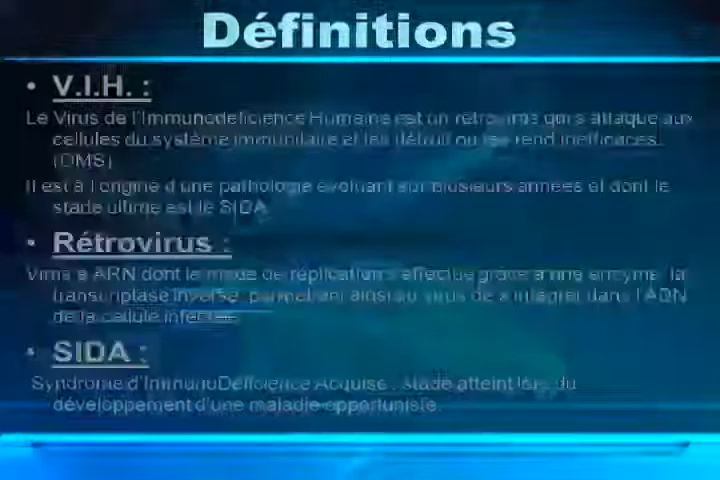 Définitions
• V.I.H. :
Le Virus de l'Immunodéficience Humaine est un rétrovirus qui s'attaque aux
cellules du système immunitaire et les détruit ou les rend inefficaces.
(OMS)
Il est à l'origine d'une pathologie évoluant sur plusieurs années et dont le
stade ultime est le SIDA.
• Rétrovirus :
Virus à ARN dont le mode de réplication s'effectue grâce à une enzyme, la
transcriptase inverse, permettant ainsi au virus de s'intégrer dans l'ADN
de la cellule infectée.
• SIDA :
Syndrome d'ImmunoDéficience Acquise : stade atteint lors du
développement d'une maladie opportuniste.